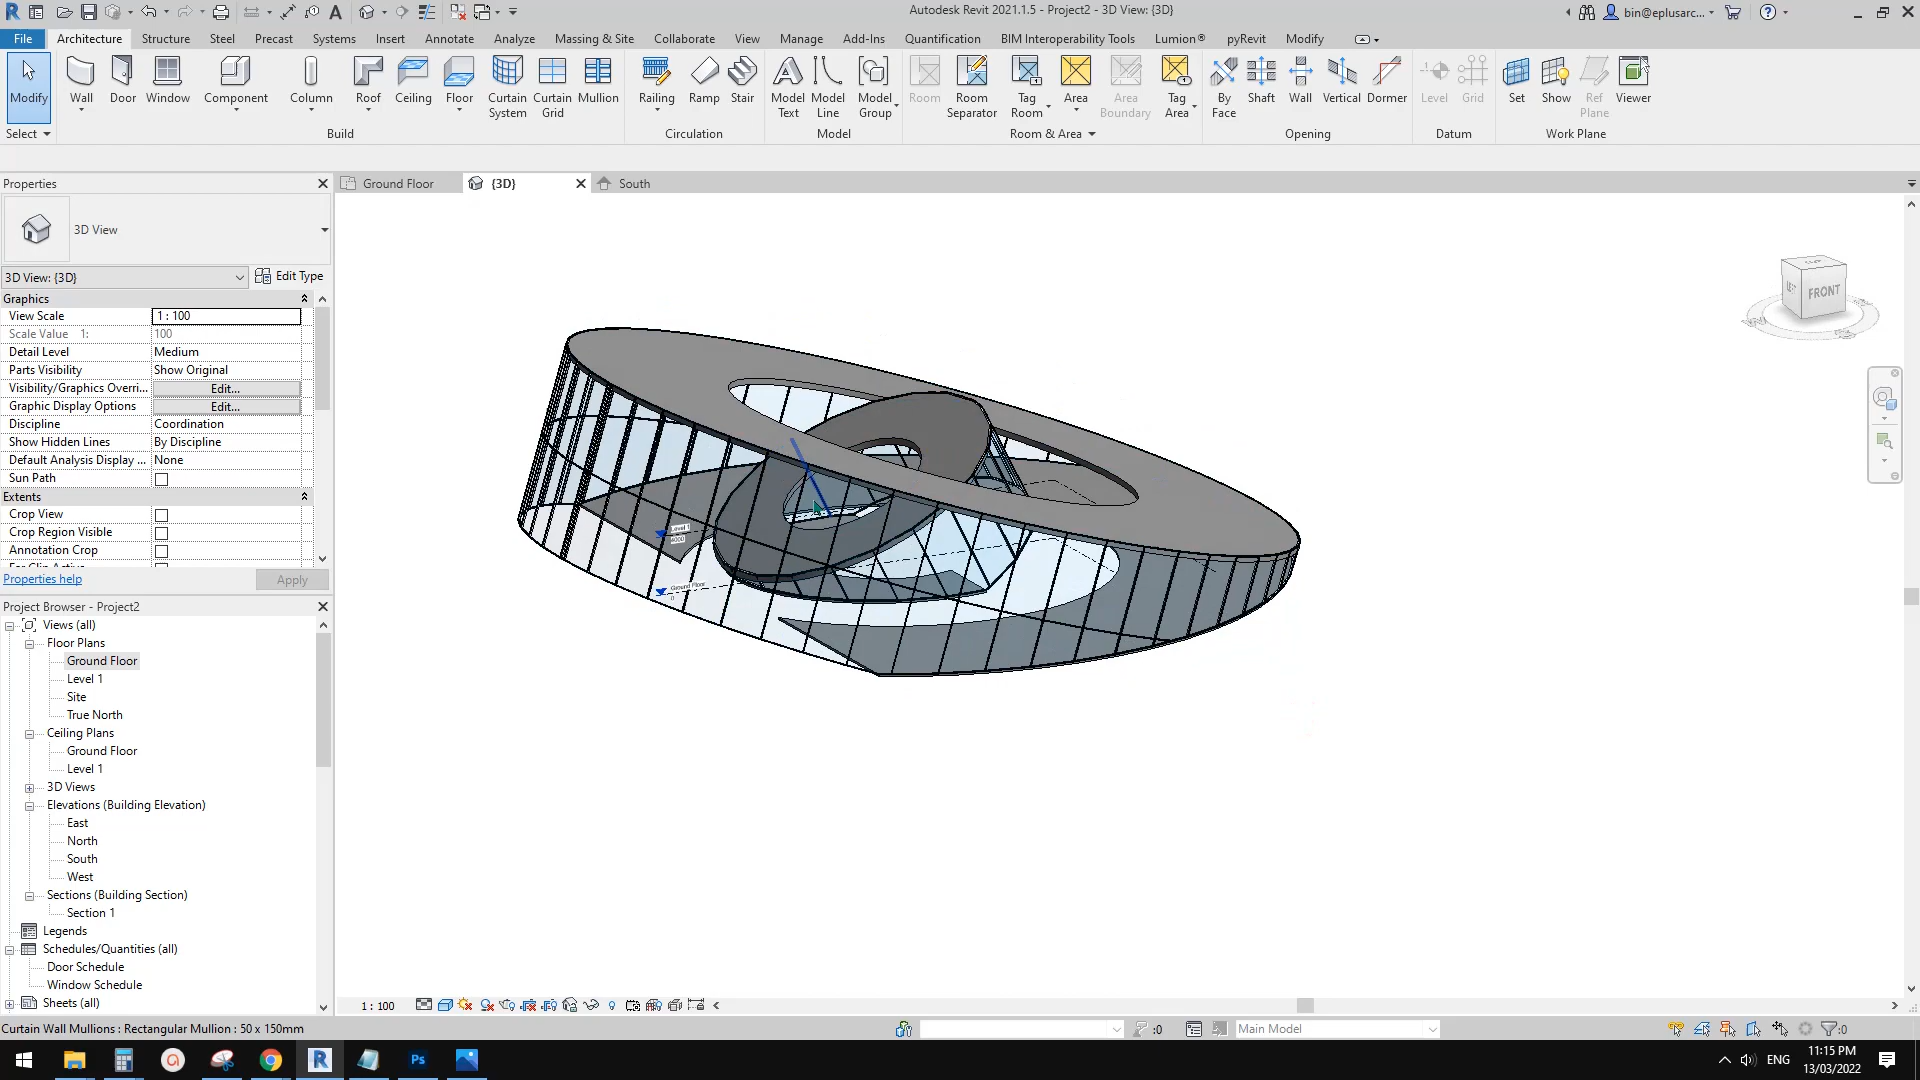 Autodesk Revit 2021.1.5 - Project2 - 3D View: {3D}
bin@eplusarc...
File Architecture Structure Steel Precast Systems Insert Annotate Analyze Massing & Site Collaborate View Manage Add-Ins Quantification BIM Interoperability Tools Lumion® pyRevit Modify
Modify Wall Door Window Component Column Roof Ceiling Floor Curtain System Curtain Grid Mullion Railing Ramp Stair Model Text Model Line Model Group Room Room Separator Tag Room Area Area Boundary Tag Area By Face Shaft Wall Vertical Dormer Level Grid Set Show Ref Plane Viewer
Select Build Circulation Model Room & Area Opening Datum Work Plane
Properties
Ground Floor {3D} South
3D View
3D View: {3D} Edit Type
Graphics
View Scale 1 : 100
Scale Value 1: 100
Detail Level Medium
Parts Visibility Show Original
Visibility/Graphics Overri... Edit...
Graphic Display Options Edit...
Discipline Coordination
Show Hidden Lines By Discipline
Default Analysis Display ... None
Sun Path
Extents
Crop View
Crop Region Visible
Annotation Crop
Properties help Apply
Project Browser - Project2
Views (all)
Floor Plans
Ground Floor
Level 1
Site
True North
Ceiling Plans
Ground Floor
Level 1
3D Views
Elevations (Building Elevation)
East
North
South
West
Sections (Building Section)
Section 1
Legends
Schedules/Quantities (all)
Door Schedule
Window Schedule
Sheets (all)
FRONT
Level 1
4000
Ground Floor
0
1 : 100
Curtain Wall Mullions : Rectangular Mullion : 50 x 150mm
:0
Main Model
:0
Ps
ENG
11:15 PM
13/03/2022